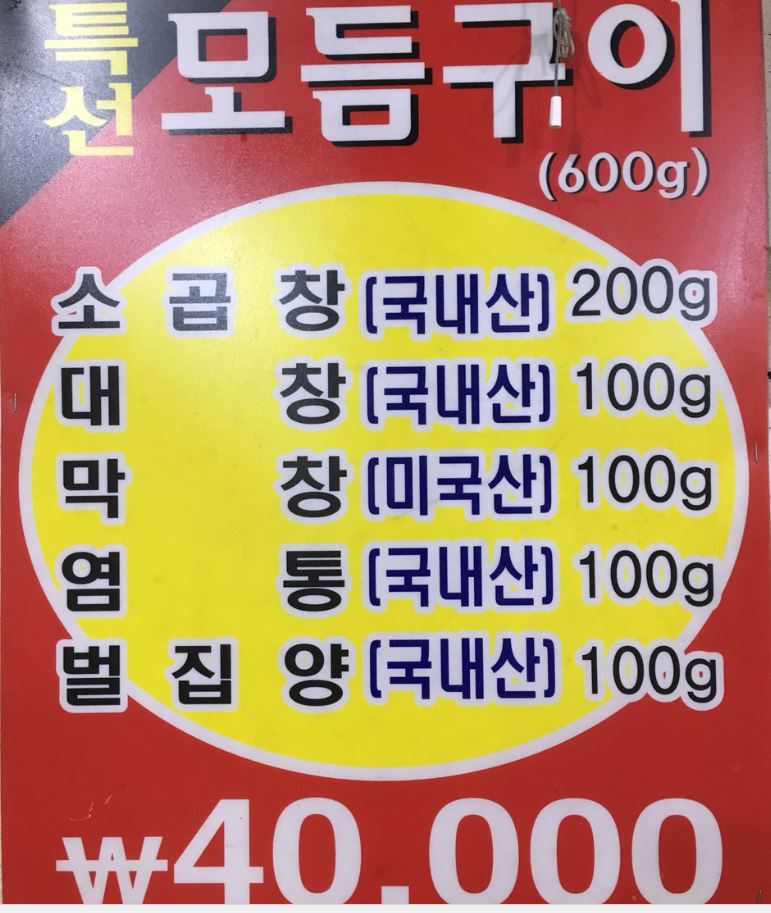 특선 모듬구이
(600g)
소곱창(국내산) 200g
대창(국내산) 100g
막창(미국산) 100g
염통(국내산) 100g
벌집양(국내산) 100g
₩40.000